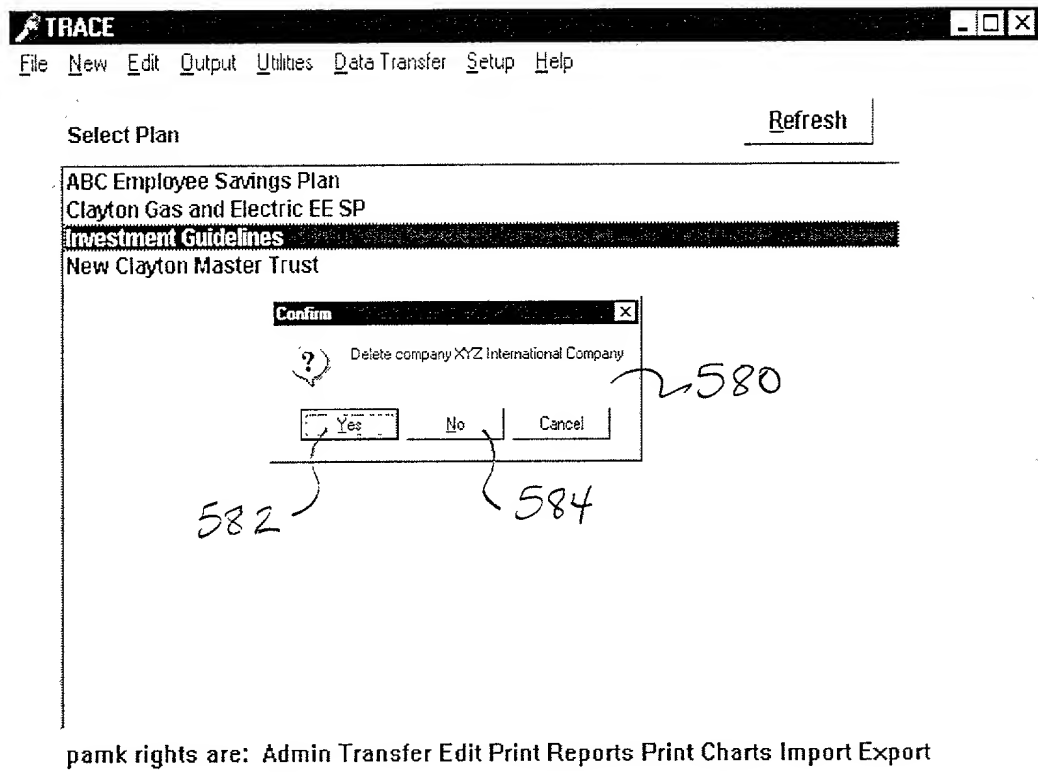 TRACE
File New Edit Output Utilities Data Transfer Setup Help
Select Plan
Refresh
ABC Employee Savings Plan
Clayton Gas and Electric EE SP
Investment Guidelines
New Clayton Master Trust
Confirm
Delete company XYZ International Company
580
Yes No Cancel
582
584
pamk rights are: Admin Transfer Edit Print Reports Print Charts Import Export